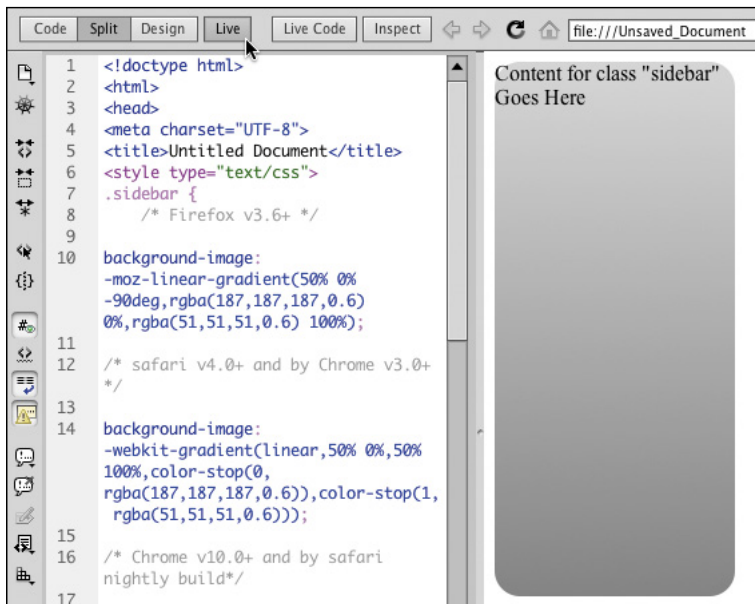 Code Split Design Live Live Code Inspect file:///Unsaved_Document
1 <!doctype html>
2 <html>
3 <head>
4 <meta charset="UTF-8">
5 <title>Untitled Document</title>
6 <style type="text/css">
7 .sidebar {
8 /* Firefox v3.6+ */
9
10 background-image:
-moz-linear-gradient(50% 0%
-90deg,rgba(187,187,187,0.6)
0%,rgba(51,51,51,0.6) 100%);
11
12 /* safari v4.0+ and by Chrome v3.0+
*/
13
14 background-image:
-webkit-gradient(linear,50% 0%,50%
100%,color-stop(0,
rgba(187,187,187,0.6)),color-stop(1,
rgba(51,51,51,0.6)));
15
16 /* Chrome v10.0+ and by safari
nightly build*/
17
Content for class "sidebar"
Goes Here